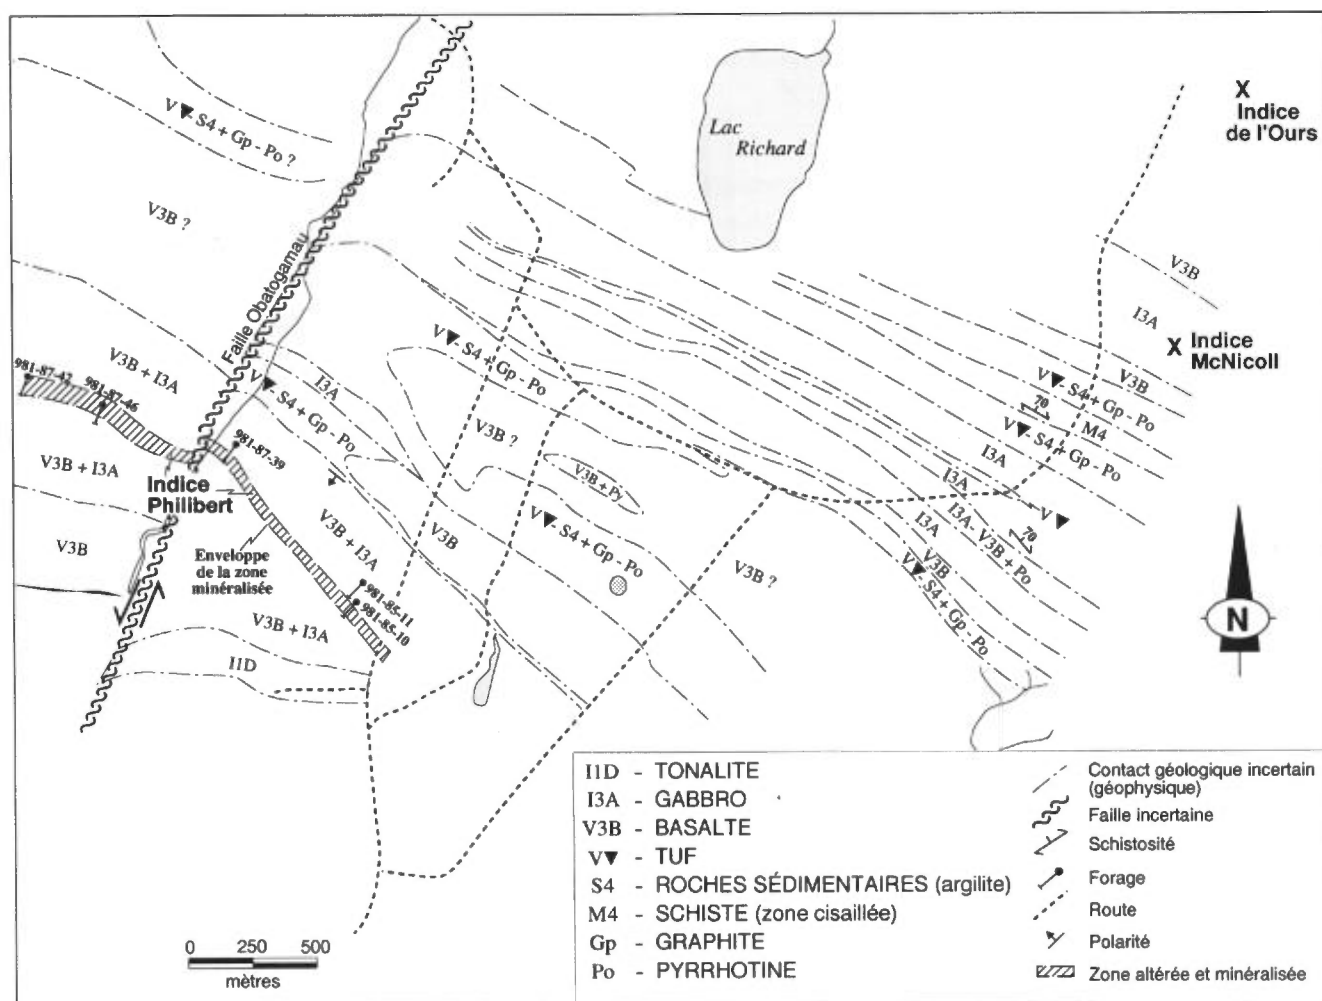 X
Indice
de l'Ours
Lac
Richard
V▼- S4 + Gp - Po ?
V3B ?
Faille Obatogamau
V3B
I3A
X Indice
McNicoll
V3B
V▼- S4 + Gp - Po
70
M4
V▼- S4 + Gp - Po
I3A
V▼
I3A
I3A
V3B + Po
70
I3A
V3B
V▼- S4 + Gp - Po
V▼- S4 + Gp - Po
I3A
V▼- S4 + Gp - Po
V3B + I3A
981-87-42
981-87-46
981-87-39
V3B ?
V3B + Py
V3B + I3A
Indice
Philibert
V3B
V3B + I3A
V3B
V▼- S4 + Gp - Po
V3B ?
Enveloppe
de la zone
minéralisée
981-85-11
981-85-10
V3B + I3A
I1D
N
I1D - TONALITE
I3A - GABBRO
V3B - BASALTE
V▼ - TUF
S4 - ROCHES SÉDIMENTAIRES (argilite)
M4 - SCHISTE (zone cisaillée)
Gp - GRAPHITE
Po - PYRRHOTINE
Contact géologique incertain
(géophysique)
Faille incertaine
Schistosité
Forage
Route
Polarité
Zone altérée et minéralisée
0 250 500
mètres